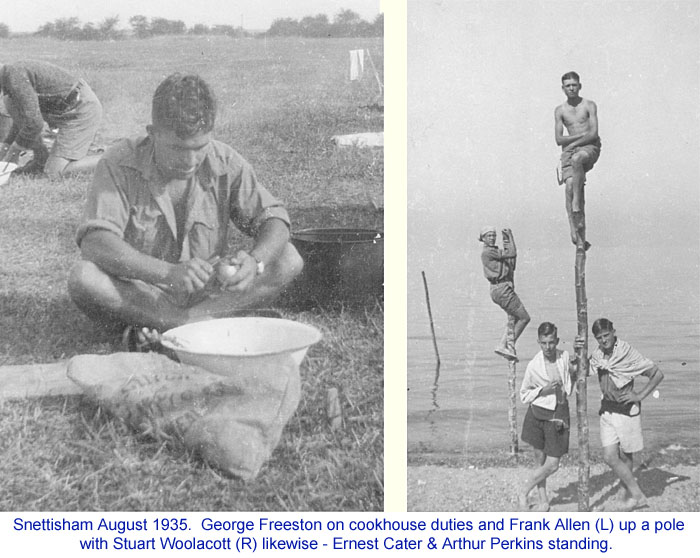 Snettisham August 1935. George Freeston on cookhouse duties and Frank Allen (L) up a pole
with Stuart Woolacott (R) likewise - Ernest Cater & Arthur Perkins standing.